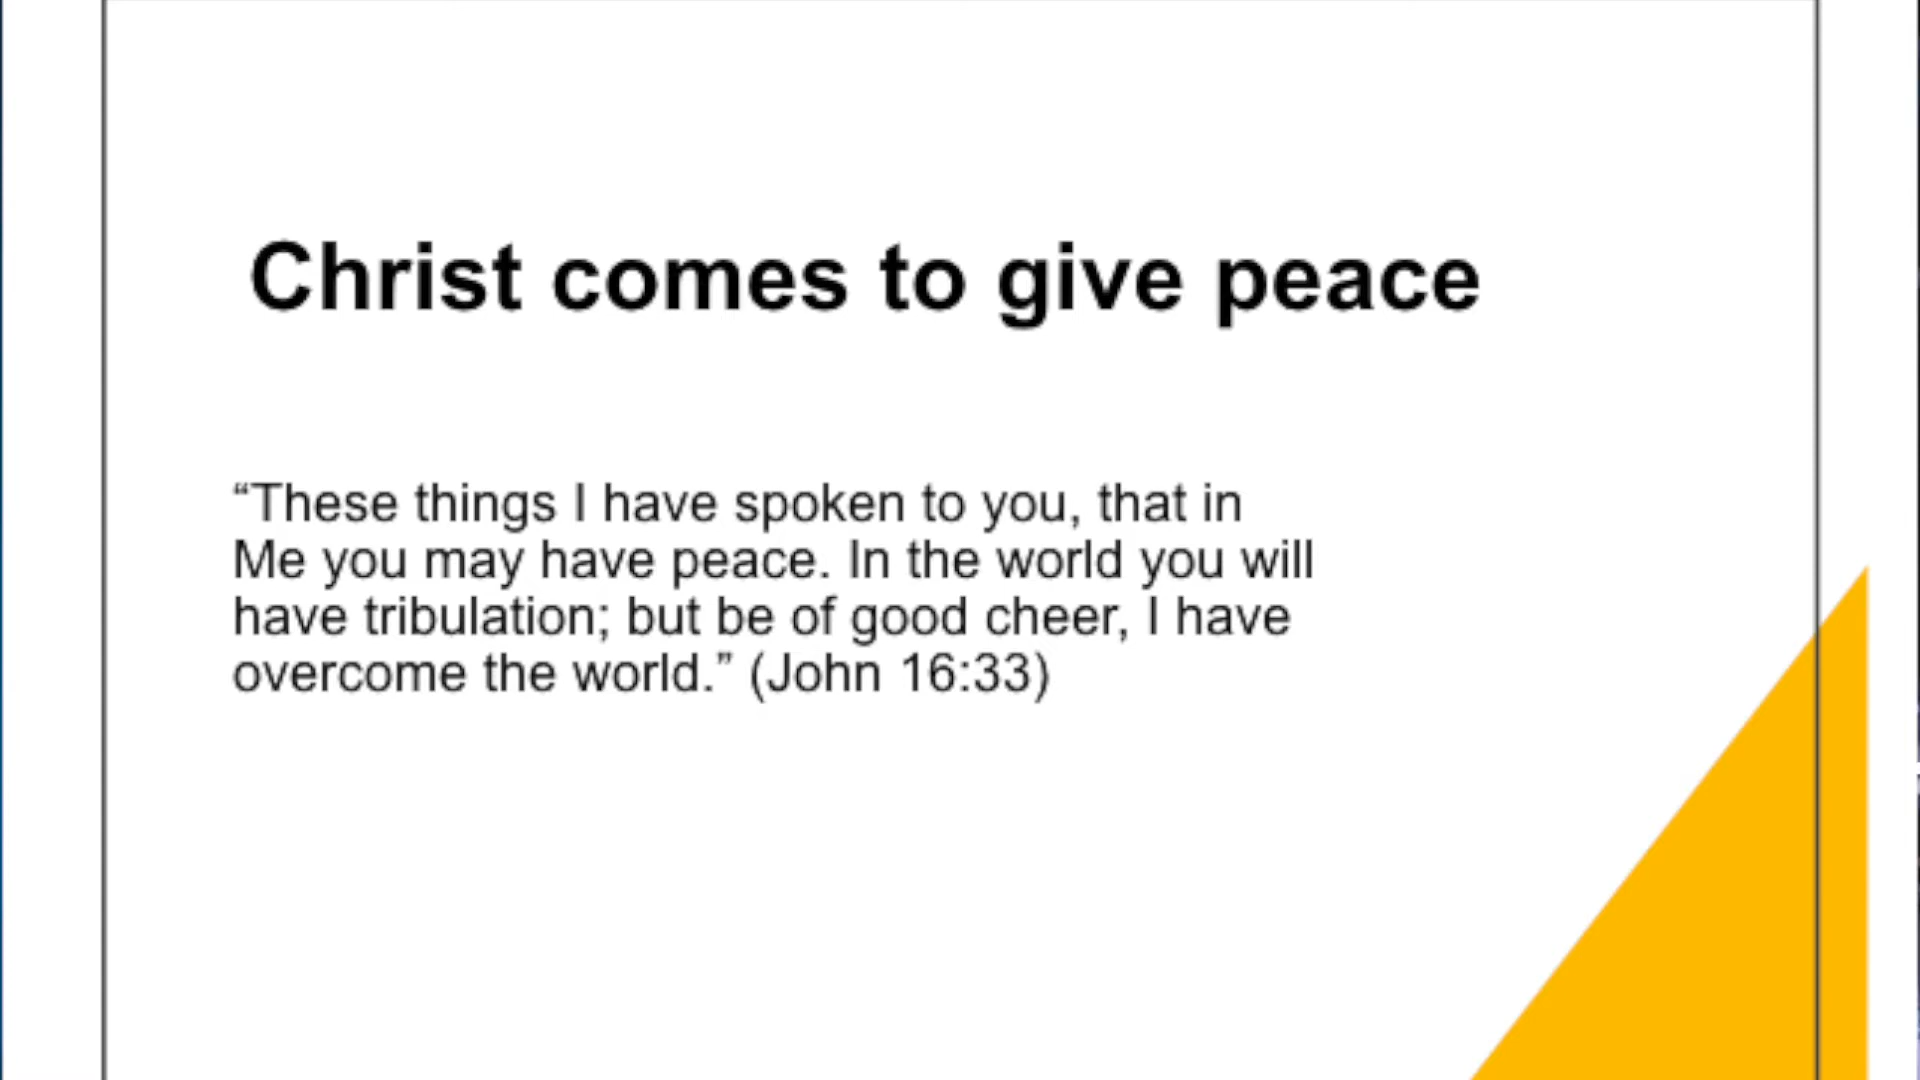 Christ comes to give peace
“These things I have spoken to you, that in
Me you may have peace. In the world you will
have tribulation; but be of good cheer, I have
overcome the world.” (John 16:33)